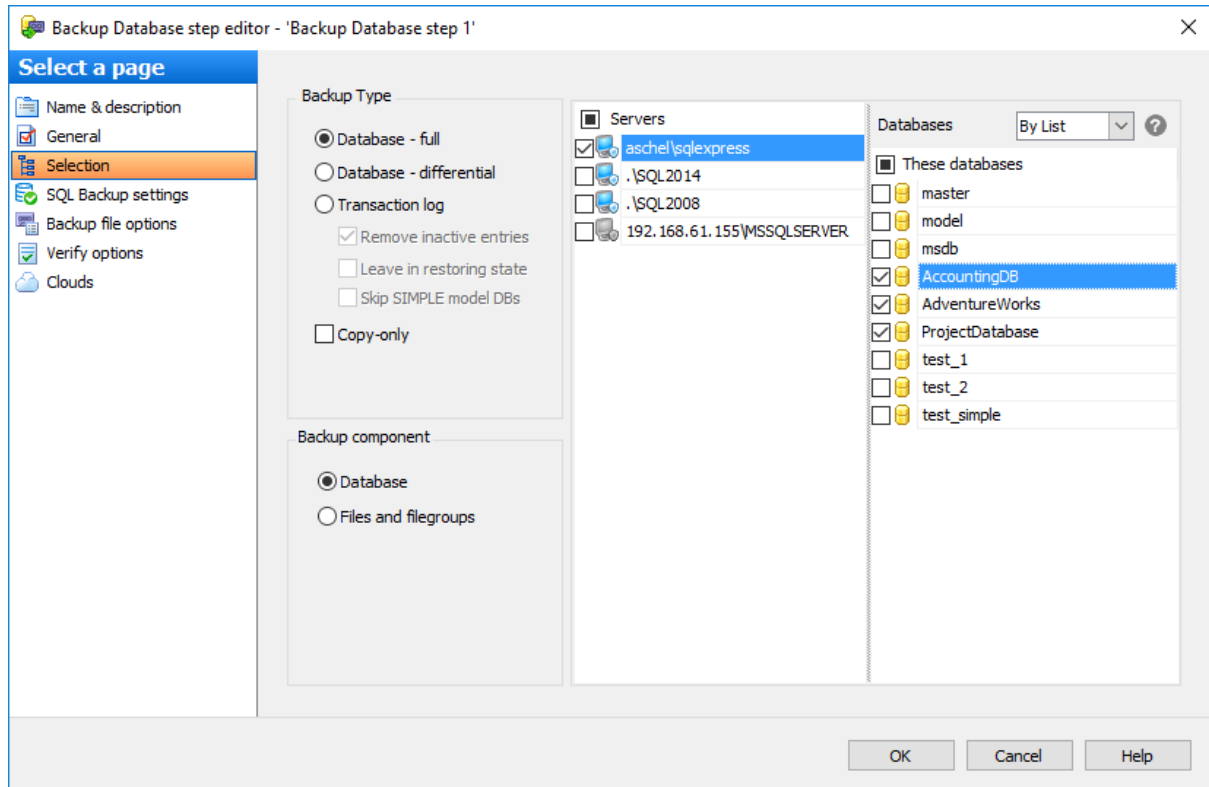 Backup Database step editor - 'Backup Database step 1'
Select a page
Name & description
General
Selection
SQL Backup settings
Backup file options
Verify options
Clouds
Backup Type
Database - full
Database - differential
Transaction log
Remove inactive entries
Leave in restoring state
Skip SIMPLE model DBs
Copy-only
Backup component
Database
Files and filegroups
Servers
aschel\sqlexpress
.\SQL2014
.\SQL2008
192.168.61.155\MSSQLSERVER
Databases By List ?
These databases
master
model
msdb
AccountingDB
AdventureWorks
ProjectDatabase
test_1
test_2
test_simple
OK Cancel Help